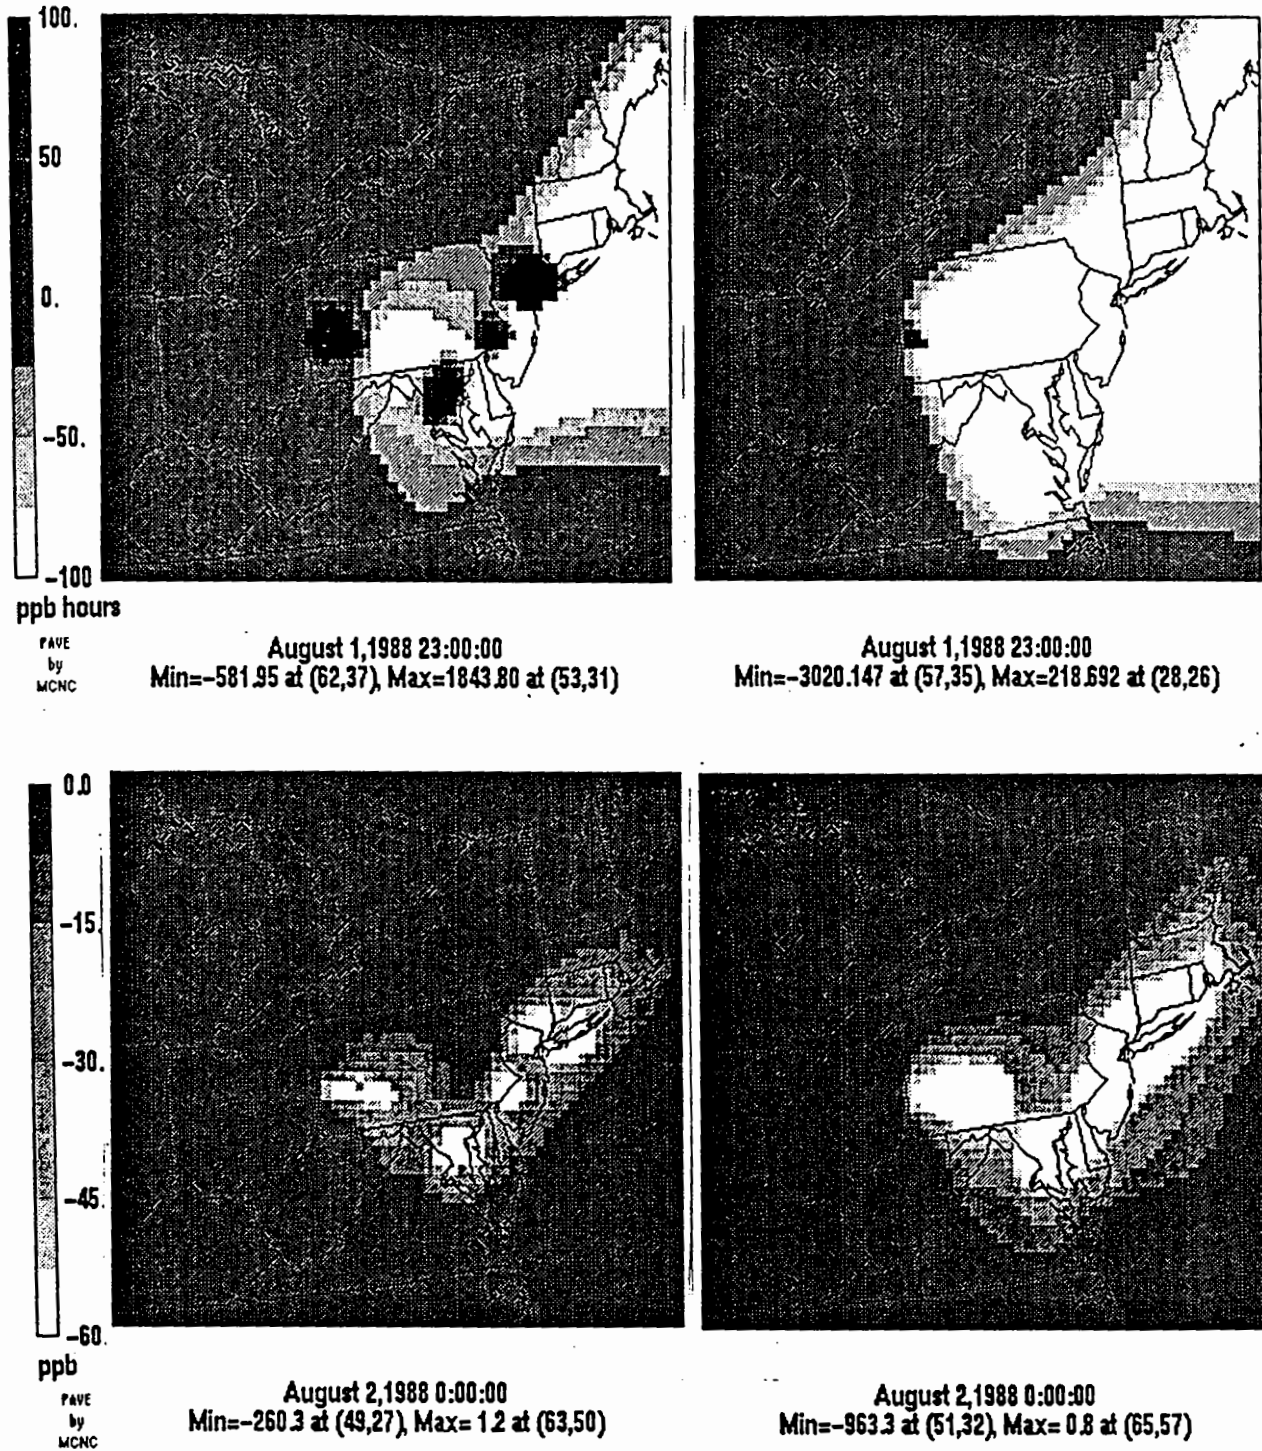 100.
50
0.
-50.
-100
ppb hours
PAVE
by
MCNC
August 1,1988 23:00:00
Min=-581.95 at (62,37), Max=1843.80 at (53,31)
August 1,1988 23:00:00
Min=-3020.147 at (57,35), Max=218.692 at (28,26)
0.0
-15.
-30.
-45.
-60.
ppb
PAVE
by
MCNC
August 2,1988 0:00:00
Min=-260.3 at (49,27), Max= 1.2 at (63,50)
August 2,1988 0:00:00
Min=-963.3 at (51,32), Max= 0.8 at (65,57)